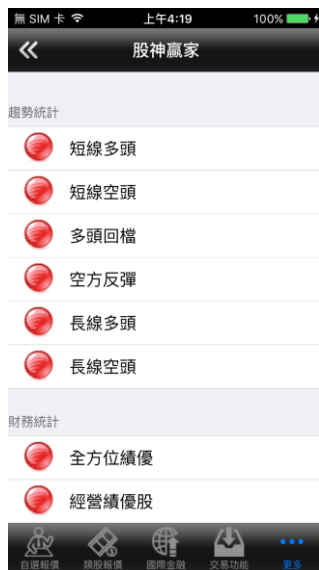 無 SIM 卡 上午4:19 100%
股神贏家
趨勢統計
短線多頭
短線空頭
多頭回檔
空方反彈
長線多頭
長線空頭
財務統計
全方位績優
經營績優股
自選報價 類股報價 國際金融 交易功能 更多